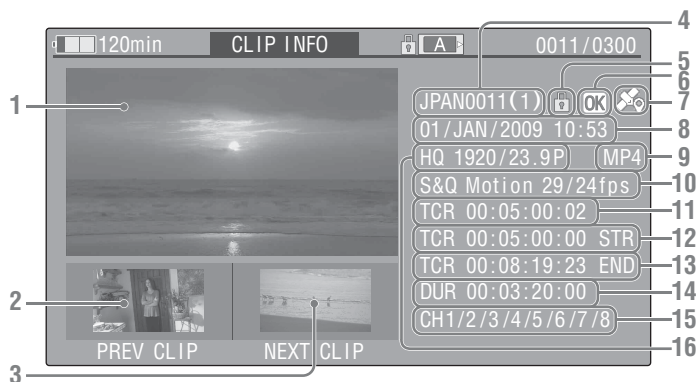 4
120min CLIP INFO A 0011/0300
5
6
7
1
JPAN0011(1) OK
01/JAN/2009 10:53
8
HQ 1920/23.9P MP4
9
S&Q Motion 29/24fps
10
TCR 00:05:00:02
11
TCR 00:05:00:00 STR
12
TCR 00:08:19:23 END
13
2
DUR 00:03:20:00
14
CH1/2/3/4/5/6/7/8
15
PREV CLIP NEXT CLIP
16
3